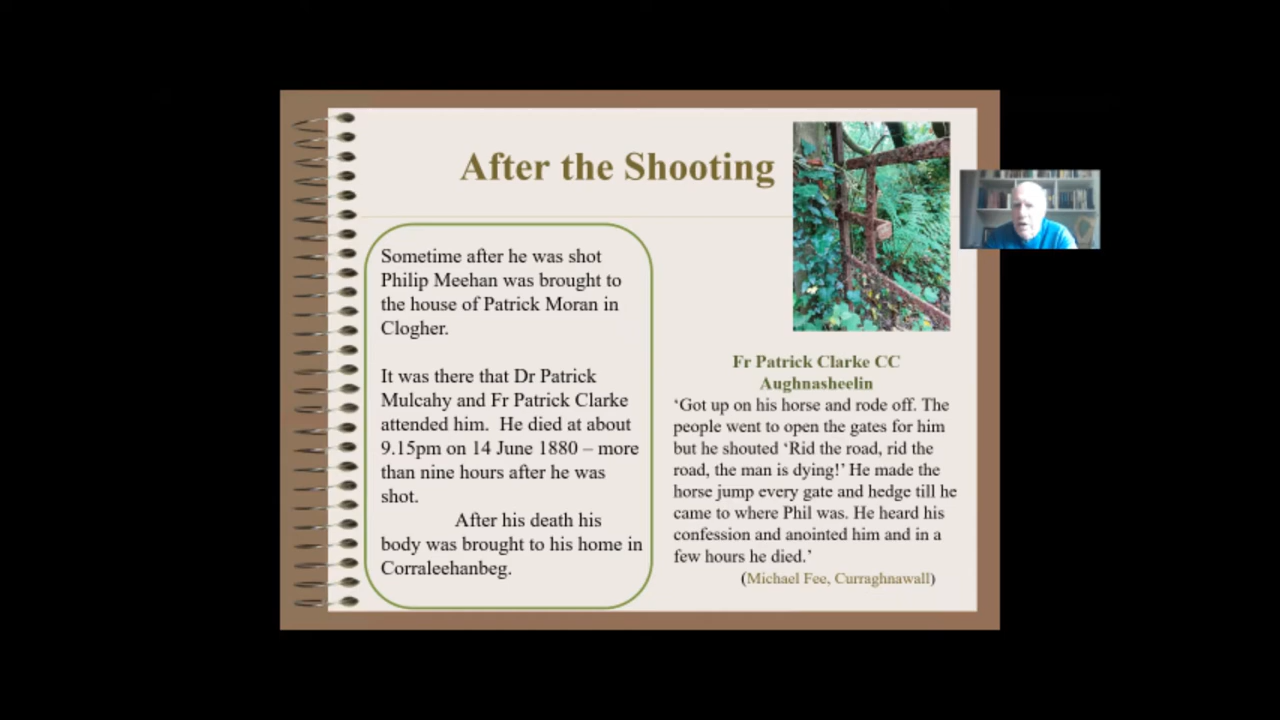 After the Shooting
Sometime after he was shot
Philip Meehan was brought to
the house of Patrick Moran in
Clogher.
It was there that Dr Patrick
Mulcahy and Fr Patrick Clarke
attended him.  He died at about
9.15pm on 14 June 1880 – more
than nine hours after he was
shot.
After his death his
body was brought to his home in
Corraleehanbeg.
Fr Patrick Clarke CC
Aughnasheelin
‘Got up on his horse and rode off. The
people went to open the gates for him
but he shouted ‘Rid the road, rid the
road, the man is dying!’ He made the
horse jump every gate and hedge till he
came to where Phil was. He heard his
confession and anointed him and in a
few hours he died.’
(Michael Fee, Curraghnawall)